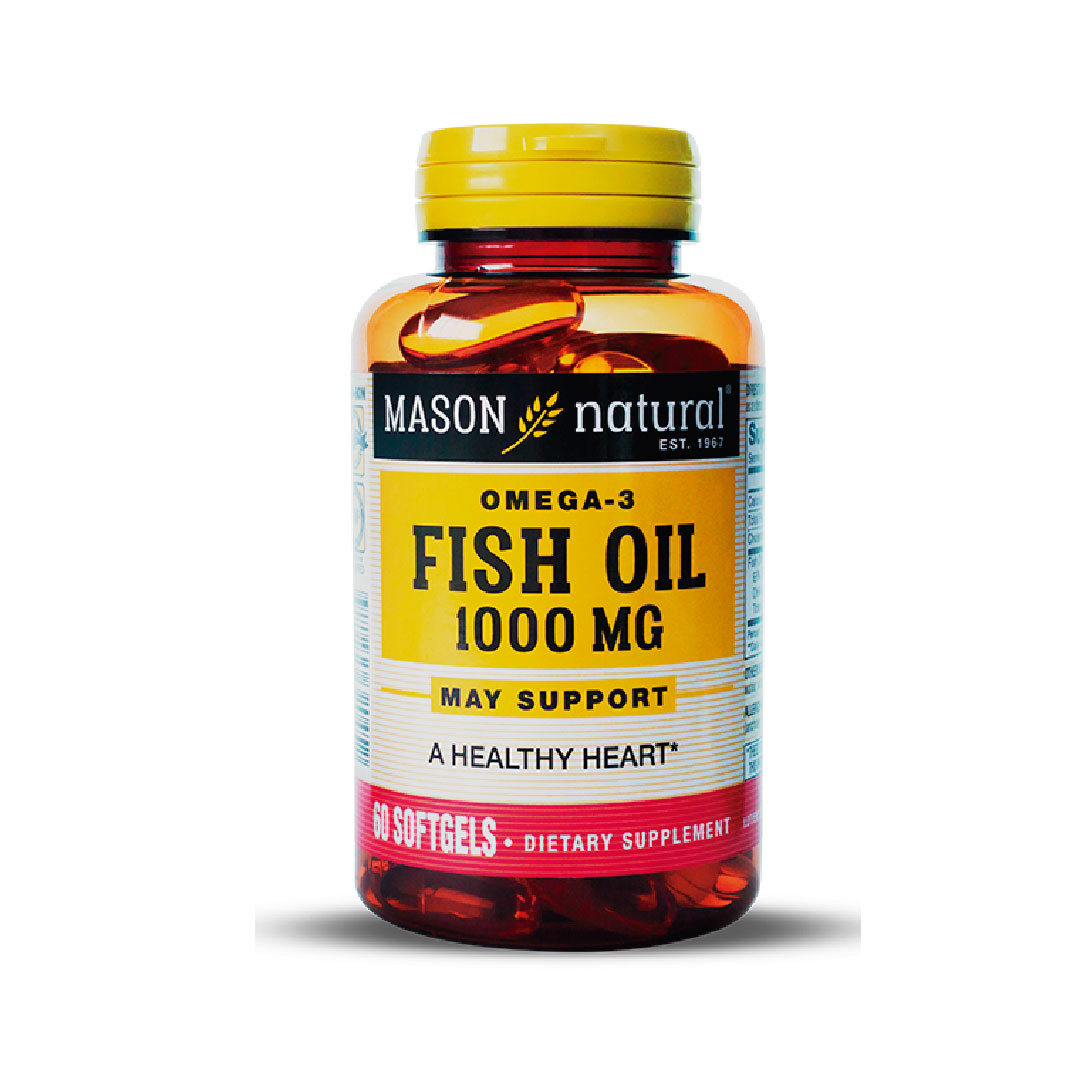 MASON natural®
EST. 1967
OMEGA-3
FISH OIL
1000 MG
MAY SUPPORT
A HEALTHY HEART*
60 SOFTGELS • DIETARY SUPPLEMENT